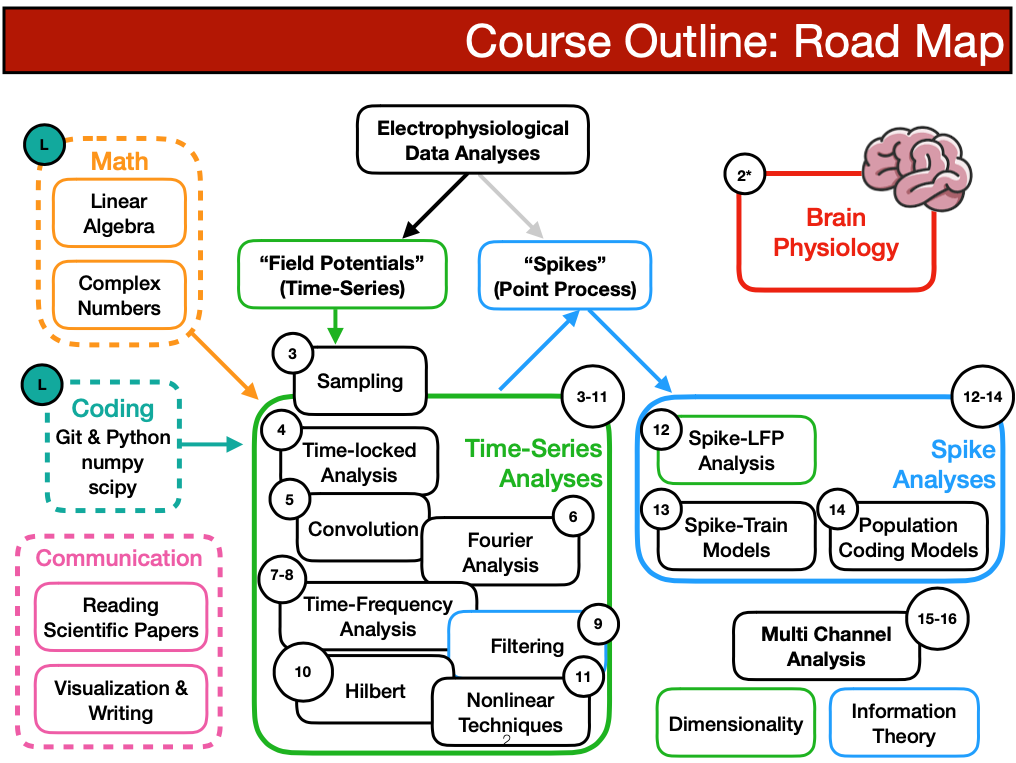 Course Outline: Road Map
Electrophysiological
Data Analyses
L
Math
Linear
Algebra
Complex
Numbers
2*
Brain
Physiology
“Field Potentials”
(Time-Series)
“Spikes”
(Point Process)
L
Coding
Git & Python
numpy
scipy
Communication
Reading
Scientific Papers
Visualization &
Writing
3
Sampling
3-11
Time-Series
Analyses
4
Time-locked
Analysis
5
Convolution
6
Fourier
Analysis
7-8
Time-Frequency
Analysis
9
Filtering
10
Hilbert
11
Nonlinear
Techniques
2
12-14
Spike
Analyses
12
Spike-LFP
Analysis
13
Spike-Train
Models
14
Population
Coding Models
15-16
Multi Channel
Analysis
Dimensionality
Information
Theory